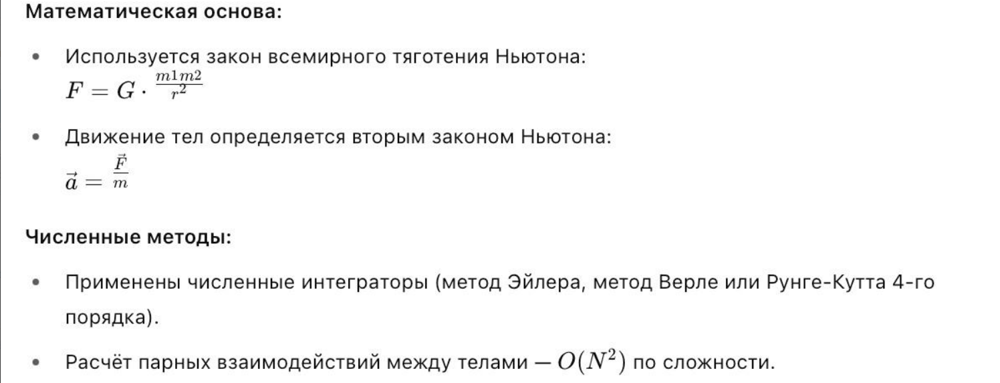 Математическая основа:
• Используется закон всемирного тяготения Ньютона:
F = G · \frac{m1m2}{r^2}
• Движение тел определяется вторым законом Ньютона:
\vec{a} = \frac{\vec{F}}{m}
Численные методы:
• Применены численные интеграторы (метод Эйлера, метод Верле или Рунге-Кутта 4-го
порядка).
• Расчёт парных взаимодействий между телами — O(N^2) по сложности.